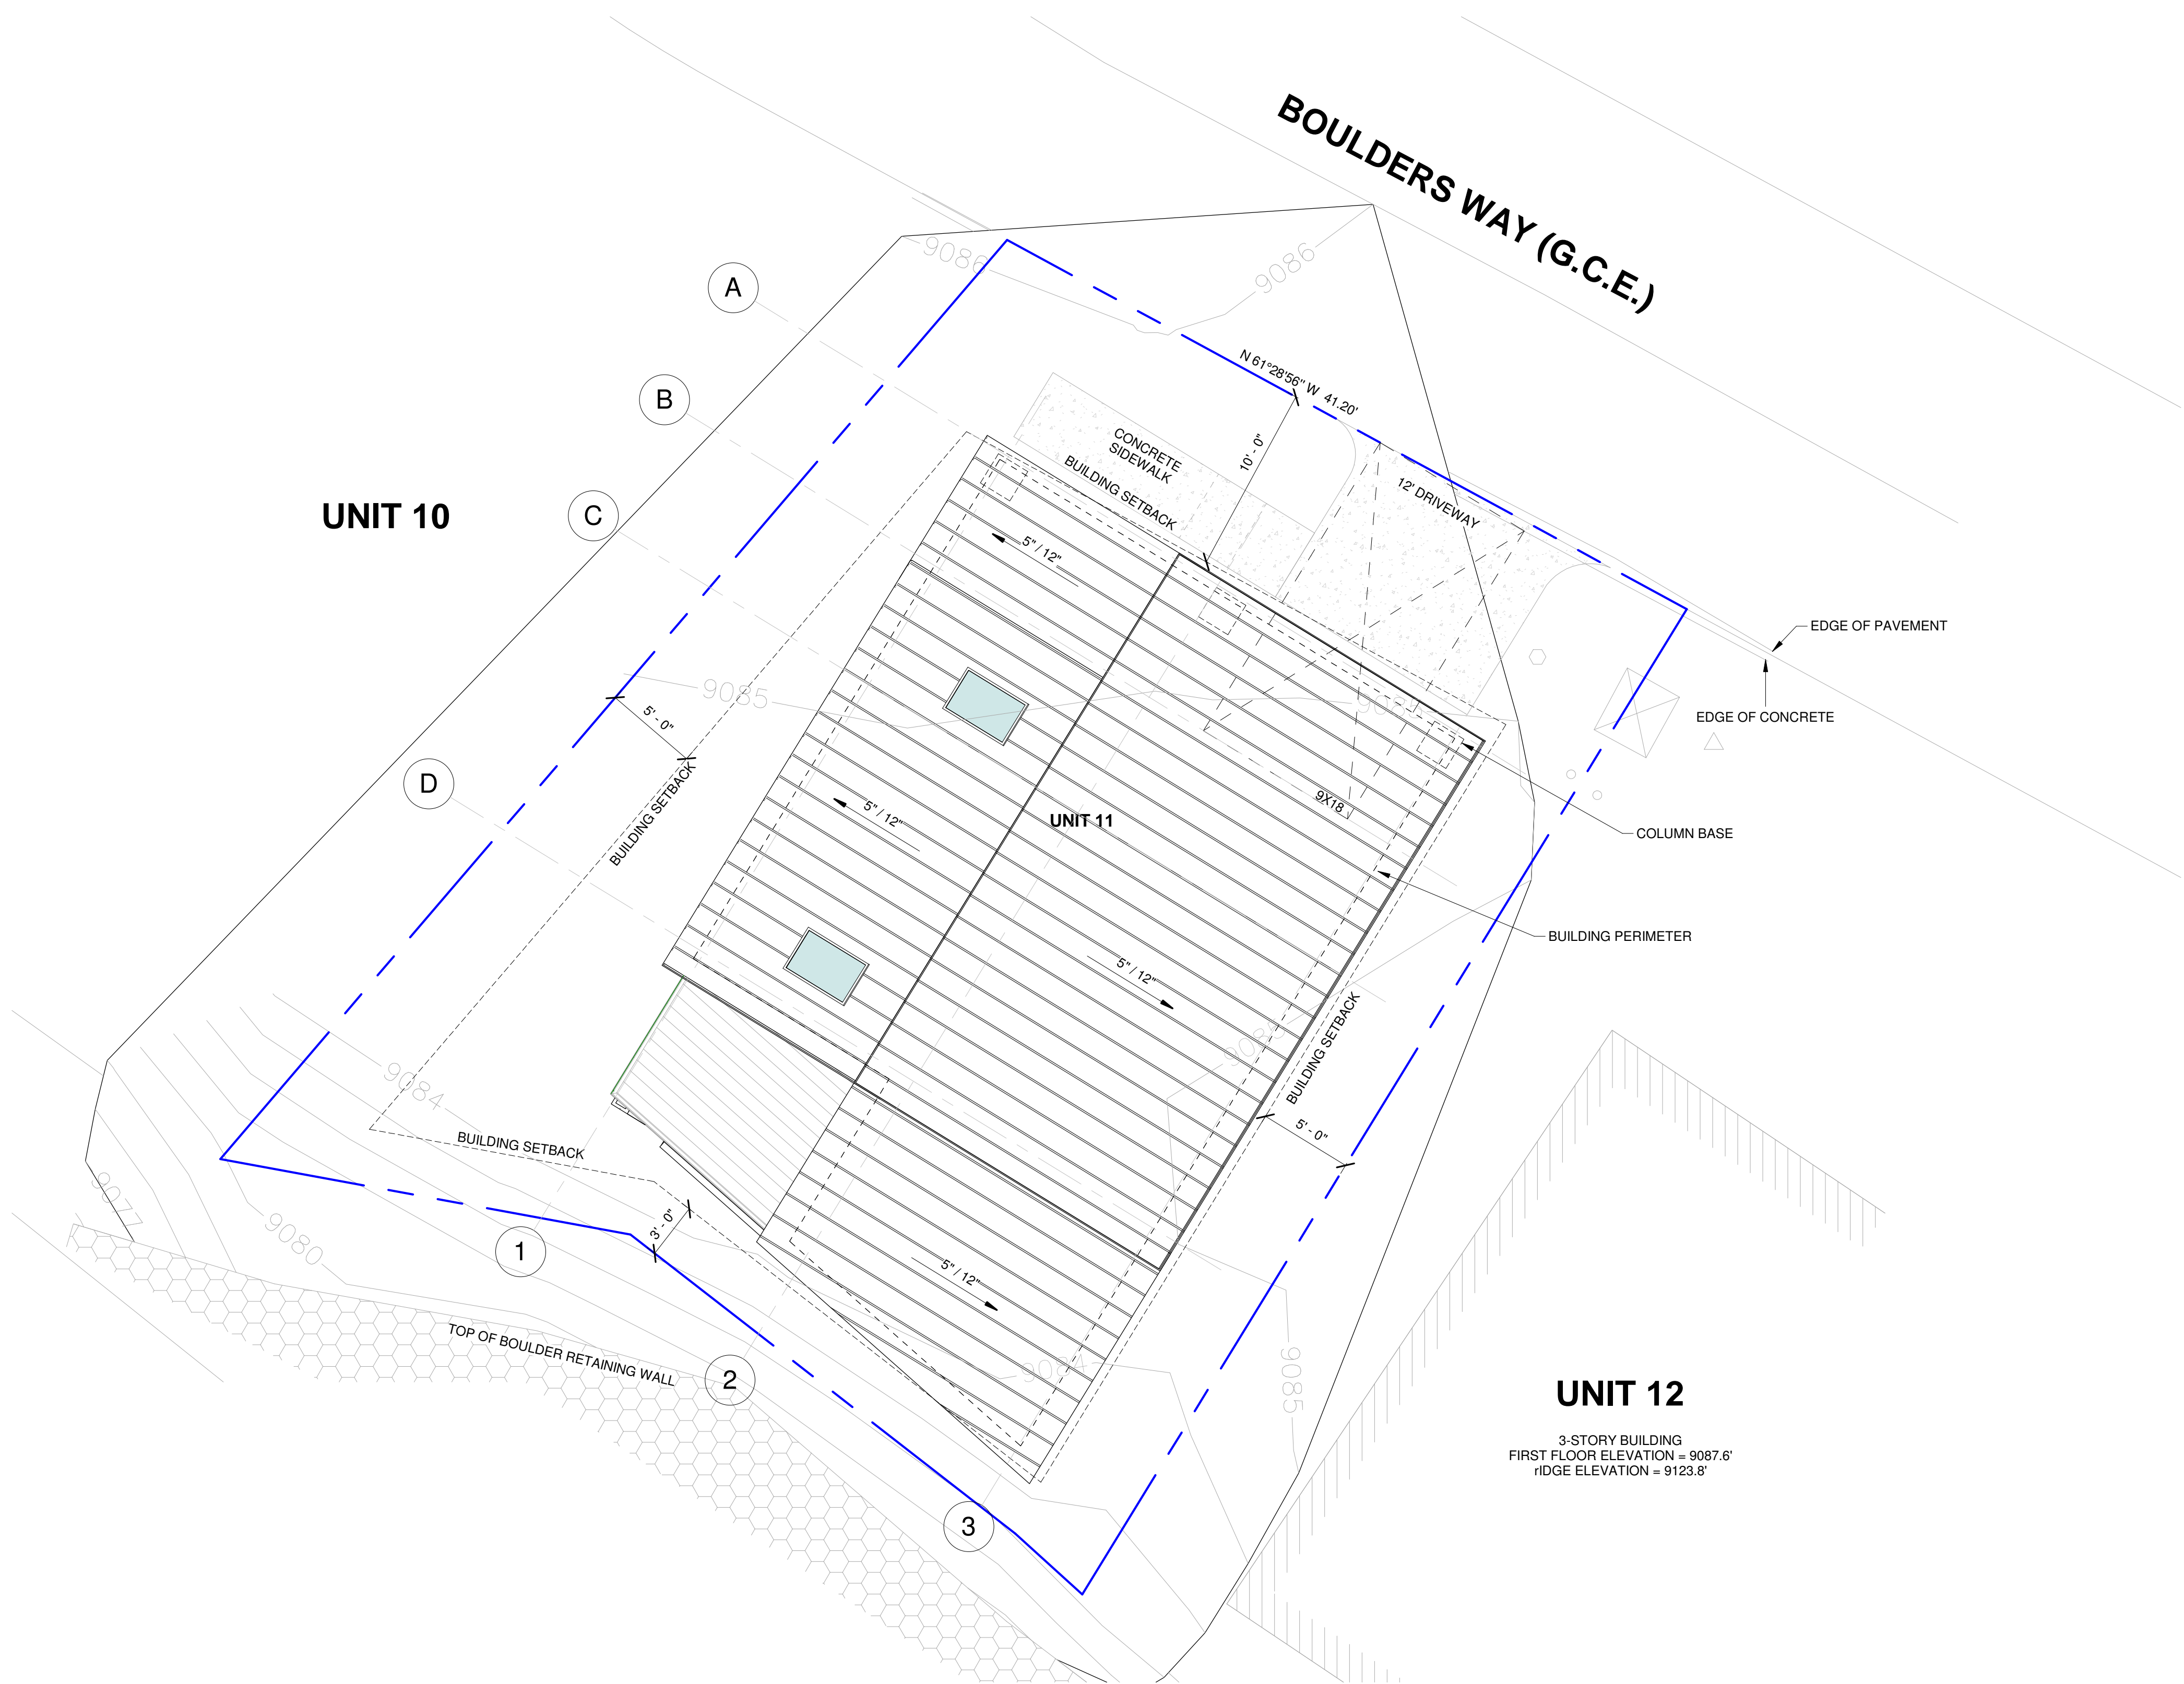 BOULDERS WAY (G.C.E.)
9086
9086
A
N 61°28'56" W 41.20'
B
CONCRETE
SIDEWALK
BUILDING SETBACK
10' - 0"
12' DRIVEWAY
UNIT 10
C
5" / 12"
EDGE OF PAVEMENT
9085
9085
5' - 0"
EDGE OF CONCRETE
D
BUILDING SETBACK
5" / 12"
9X18
UNIT 11
COLUMN BASE
BUILDING PERIMETER
5" / 12"
BUILDING SETBACK
9084
5' - 0"
BUILDING SETBACK
9080
3' - 0"
1
5" / 12"
TOP OF BOULDER RETAINING WALL
2
9084
9085
UNIT 12
3-STORY BUILDING
FIRST FLOOR ELEVATION = 9087.6'
rIDGE ELEVATION = 9123.8'
3